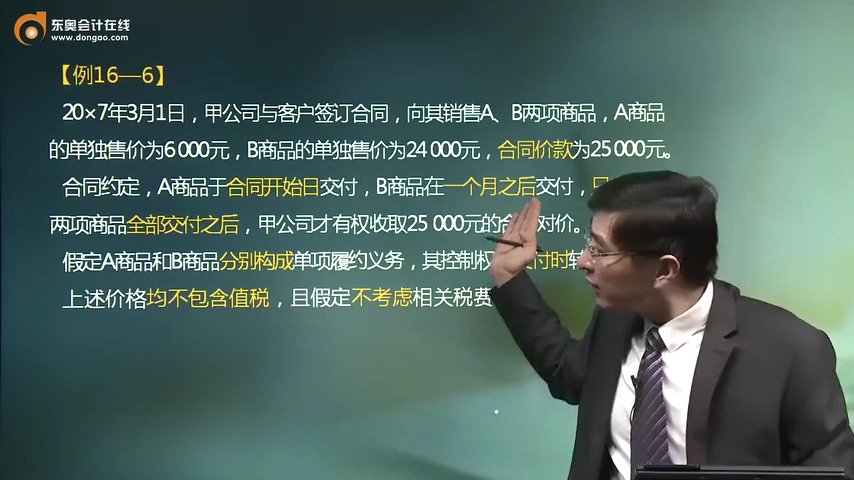 东奥会计在线
www.dongao.com
【例16—6】
20×7年3月1日，甲公司与客户签订合同，向其销售A、B两项商品，A商品
的单独售价为6 000元，B商品的单独售价为24 000元，合同价款为25 000元。
合同约定，A商品于合同开始日交付，B商品在一个月之后交付，只
两项商品全部交付之后，甲公司才有权收取25 000元的合 对价。
假定A商品和B商品分别构成单项履约义务，其控制权 付时
上述价格均不包含值税，且假定不考虑相关税费